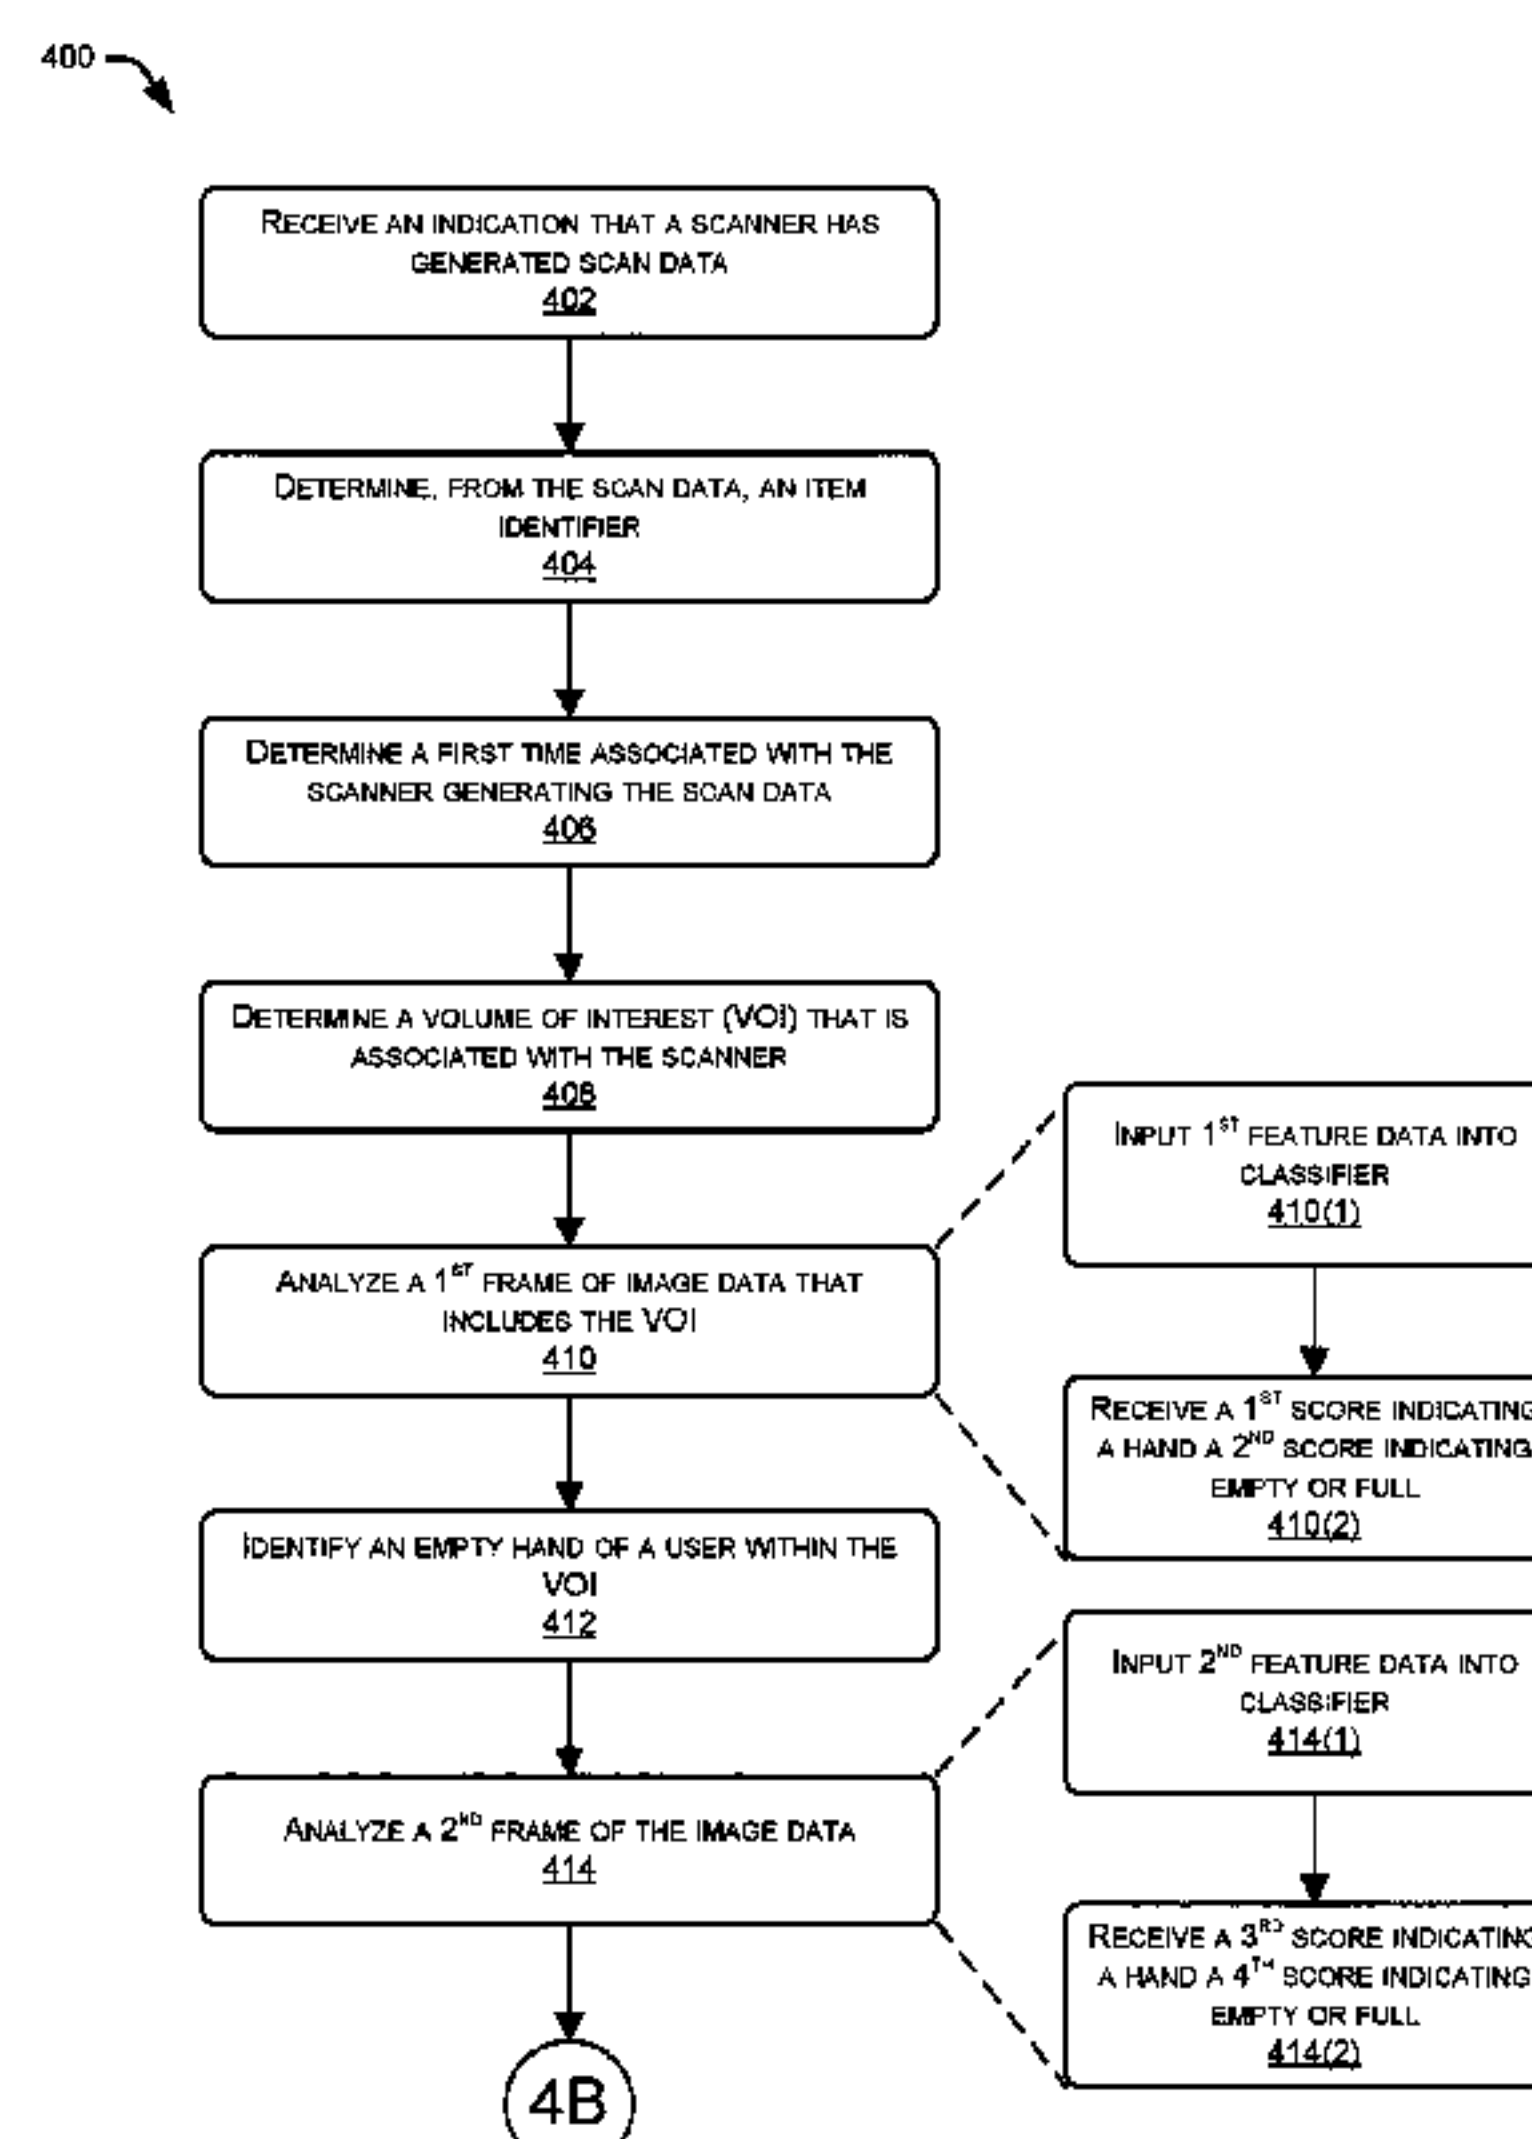 400
RECEIVE AN INDICATION THAT A SCANNER HAS
GENERATED SCAN DATA
402
DETERMINE, FROM THE SCAN DATA, AN ITEM
IDENTIFIER
404
DETERMINE A FIRST TIME ASSOCIATED WITH THE
SCANNER GENERATING THE SCAN DATA
406
DETERMINE A VOLUME OF INTEREST (VOI) THAT IS
ASSOCIATED WITH THE SCANNER
408
ANALYZE A 1ST FRAME OF IMAGE DATA THAT
INCLUDES THE VOI
410
INPUT 1ST FEATURE DATA INTO
CLASSIFIER
410(1)
RECEIVE A 1ST SCORE INDICATING
A HAND A 2ND SCORE INDICATING
EMPTY OR FULL
410(2)
IDENTIFY AN EMPTY HAND OF A USER WITHIN THE
VOI
412
ANALYZE A 2ND FRAME OF THE IMAGE DATA
414
INPUT 2ND FEATURE DATA INTO
CLASSIFIER
414(1)
RECEIVE A 3RD SCORE INDICATING
A HAND A 4TH SCORE INDICATING
EMPTY OR FULL
414(2)
4B